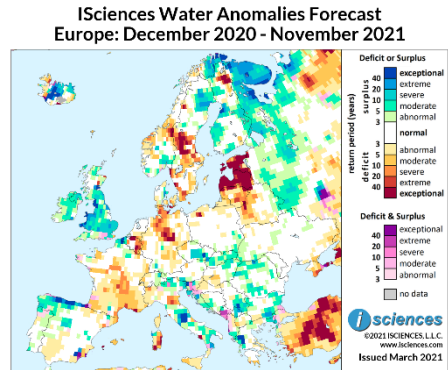 ISciences Water Anomalies Forecast
Europe: December 2020 - November 2021
Deficit or Surplus
return period (years)
surplus
deficit
exceptional
40
extreme
20
severe
10
moderate
5
abnormal
3
normal
3
abnormal
5
moderate
10
severe
20
extreme
40
exceptional
Deficit & Surplus
exceptional
40
extreme
20
severe
10
moderate
5
abnormal
3
no data
i sciences
©2021 ISCIENCES, L.L.C.
www.isciences.com
Issued March 2021